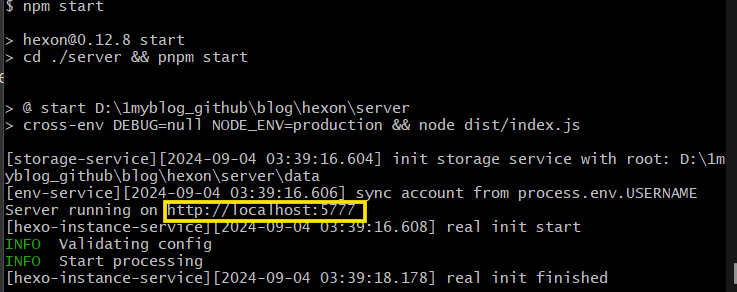 $ npm start
> hexon@0.12.8 start
> cd ./server && pnpm start
> @ start D:\1myblog_github\blog\hexon\server
> cross-env DEBUG=null NODE_ENV=production && node dist/index.js
[storage-service][2024-09-04 03:39:16.604] init storage service with root: D:\1m
yblog_github\blog\hexon\server\data
[env-service][2024-09-04 03:39:16.606] sync account from process.env.USERNAME
Server running on http://localhost:5777
[hexo-instance-service][2024-09-04 03:39:16.608] real init start
INFO  Validating config
INFO  Start processing
[hexo-instance-service][2024-09-04 03:39:18.178] real init finished